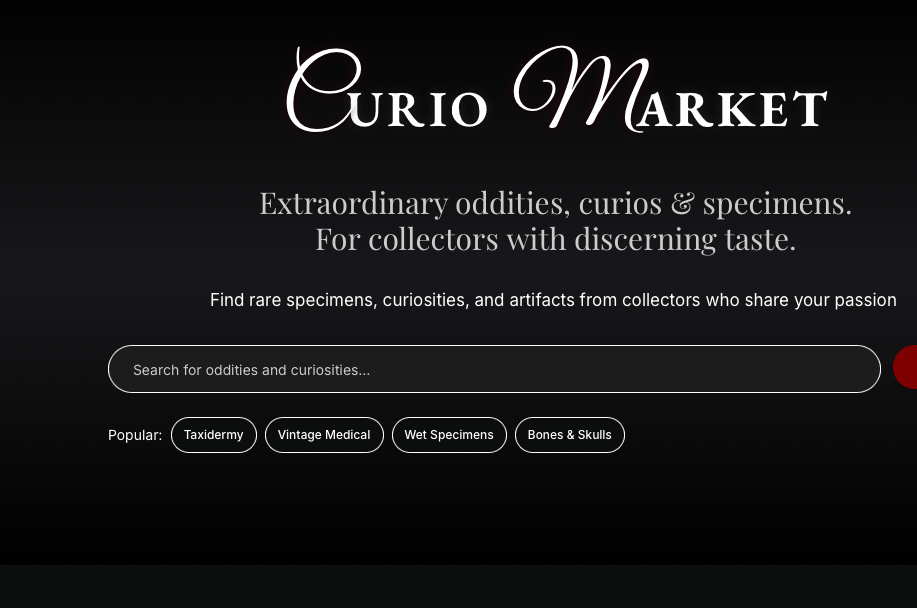 Curio Market
Extraordinary oddities, curios & specimens.
For collectors with discerning taste.
Find rare specimens, curiosities, and artifacts from collectors who share your passion
Search for oddities and curiosities...
Popular: Taxidermy Vintage Medical Wet Specimens Bones & Skulls